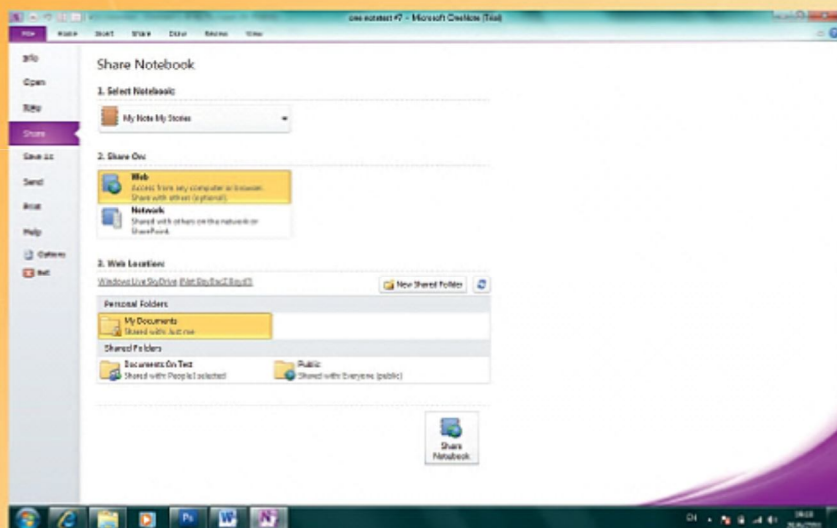 one notetest #7 - Microsoft OneNote (Trial)
File Home Insert Share Draw Review View
Info
Open
New
Share
Save As
Send
Print
Help
Options
Exit
Share Notebook
1. Select Notebook:
My Note My Stories
2. Share On:
Web
Access from any computer or browser.
Share with others (optional)
Network
Shared with others on the network or
SharePoint
3. Web Location:
Windows Live SkyDrive
New Shared Folder
Personal Folders
My Documents
Shared with: Just me
Shared Folders
Documents On Test
Shared with: People I selected
Public
Shared with: Everyone (public)
Share
Notebook
Ps W N